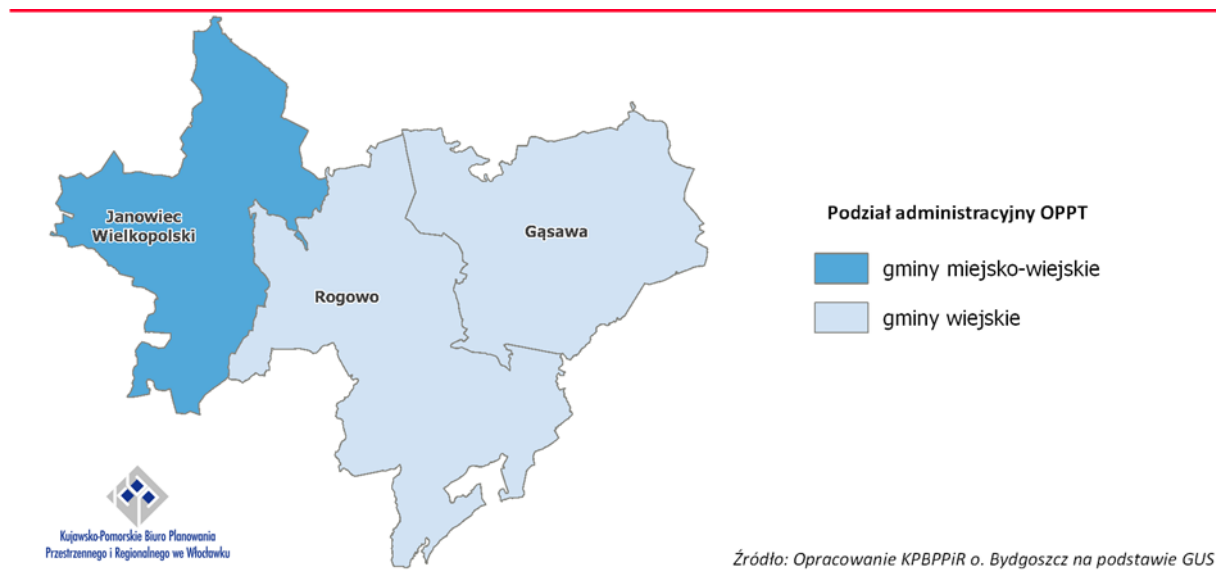 Janowiec
Wielkopolski
Rogowo
Gąsawa
Podział administracyjny OPPT
gminy miejsko-wiejskie
gminy wiejskie
Kujawsko-Pomorskie Biuro Planowania
Przestrzennego i Regionalnego we Włocławku
Źródło: Opracowanie KPBPPiR o. Bydgoszcz na podstawie GUS